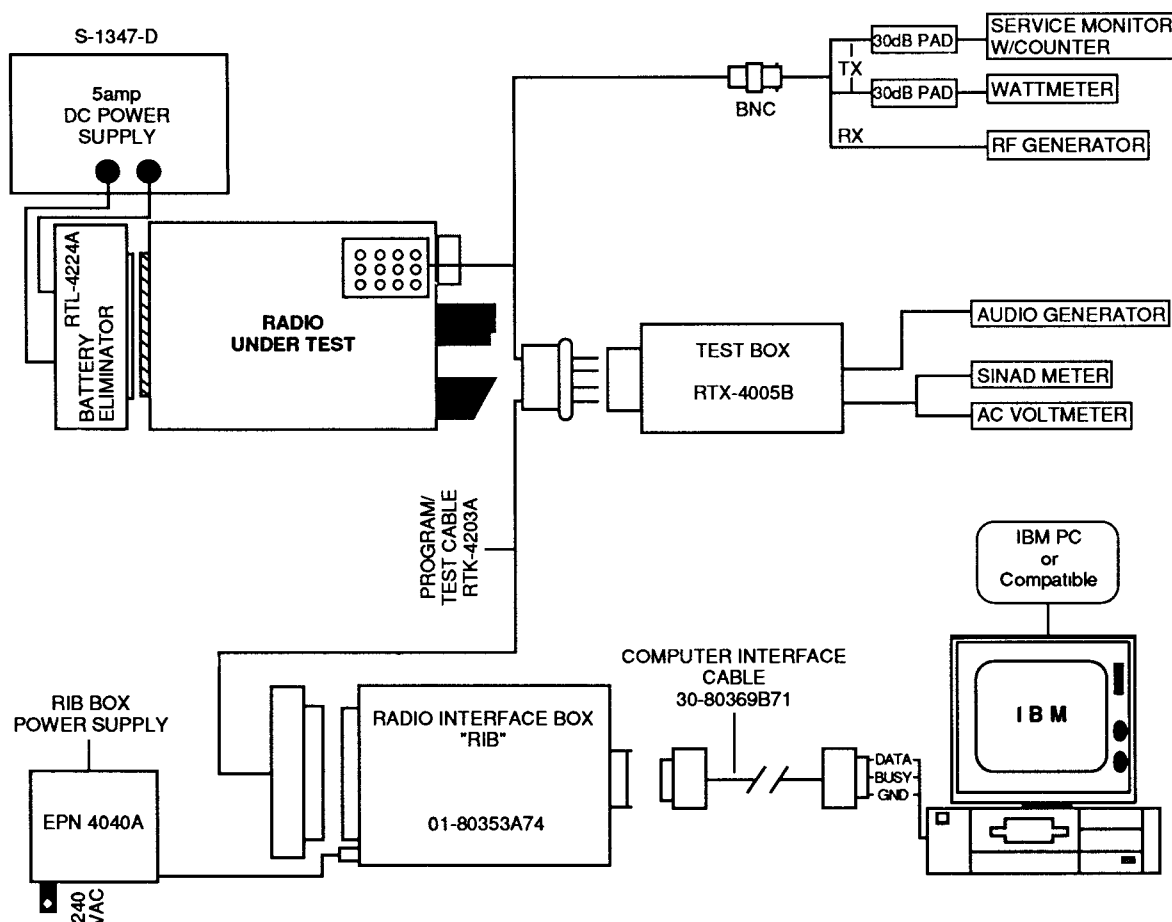 S-1347-D
5amp
DC POWER
SUPPLY
30dB PAD
SERVICE MONITOR
W/COUNTER
TX
30dB PAD
WATTMETER
BNC
RX
RF GENERATOR
BATTERY RTL-4224A
ELIMINATOR
RADIO
UNDER TEST
TEST BOX
RTX-4005B
AUDIO GENERATOR
SINAD METER
AC VOLTMETER
PROGRAM/
TEST CABLE
RTK-4203A
IBM PC
or
Compatible
COMPUTER INTERFACE
CABLE
30-80369B71
IBM
RIB BOX
POWER SUPPLY
EPN 4040A
240
VAC
RADIO INTERFACE BOX
"RIB"
01-80353A74
DATA
BUSY
GND